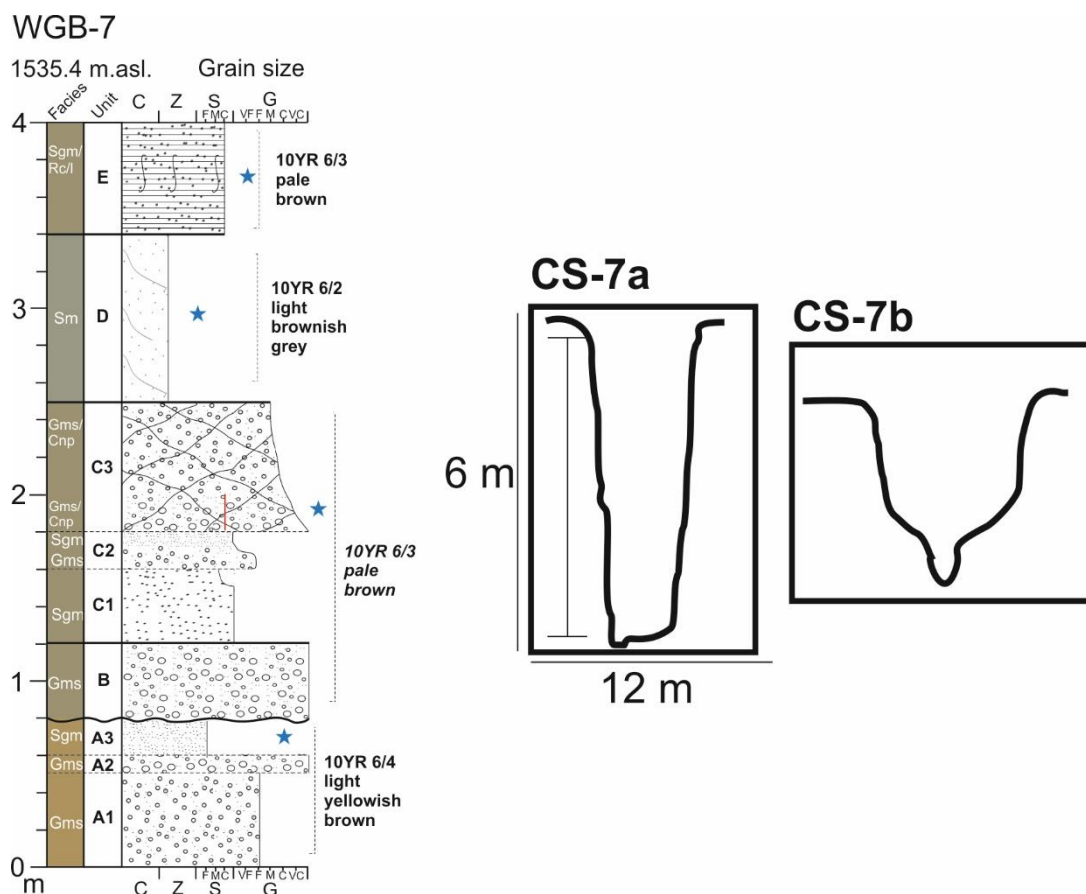 WGB-7
1535.4 m.asl.
Grain size
Facies
Unit
C Z S G
F M C VF F M C VC
4
Sgm/
Rc/l
E
10YR 6/3
pale
brown
3
Sm
D
10YR 6/2
light
brownish
grey
Gms/
Cnp
C3
2
Gms/
Cnp
Sgm
C2
Gms
10YR 6/3
pale
brown
C1
Sgm
1
B
Gms
Sgm
A3
Gms
A2
10YR 6/4
light
yellowish
brown
A1
Gms
0
m
F M C VF F M C VC
C Z S G
CS-7a
6 m
12 m
CS-7b